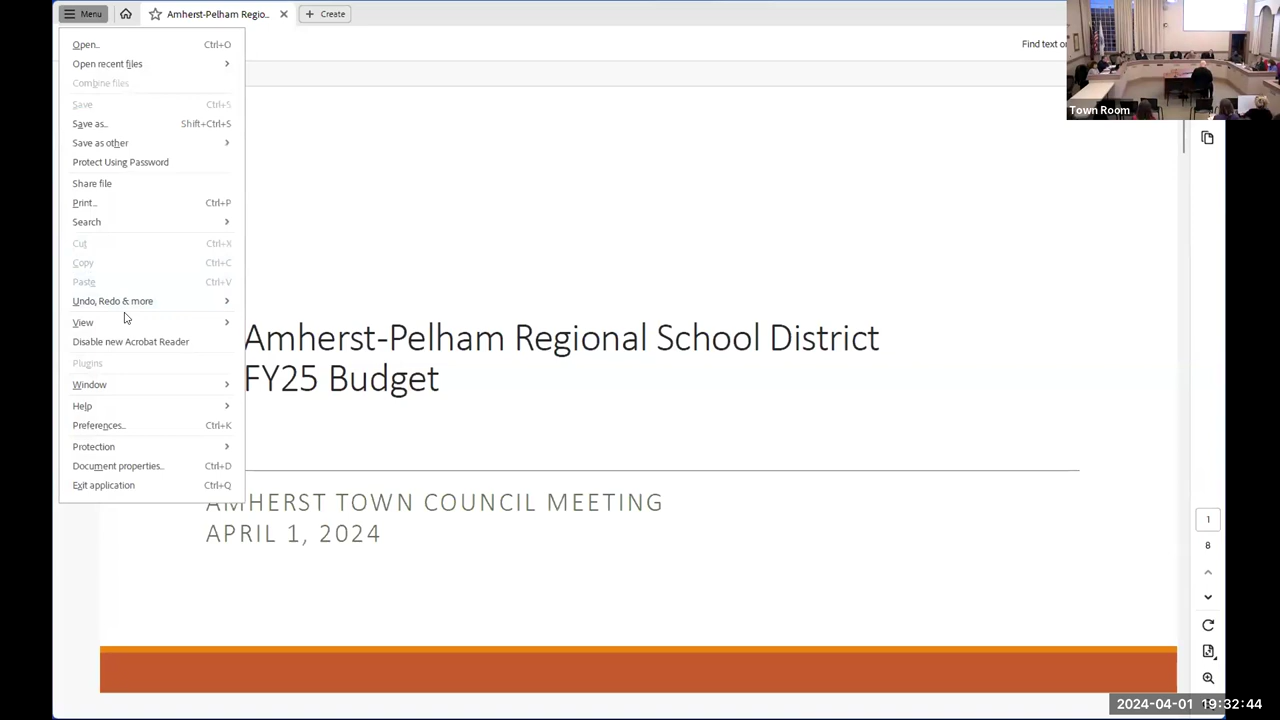 Menu
Amherst-Pelham Regio...
Create
Find text or
Town Room
Open... Ctrl+O
Open recent files
Combine files
Save Ctrl+S
Save as... Shift+Ctrl+S
Save as other
Protect Using Password
Share file
Print... Ctrl+P
Search
Cut Ctrl+X
Copy Ctrl+C
Paste Ctrl+V
Undo, Redo & more
View
Disable new Acrobat Reader
Plugins
Window
Help
Preferences... Ctrl+K
Protection
Document properties... Ctrl+D
Exit application Ctrl+Q
Amherst-Pelham Regional School District
FY25 Budget
AMHERST TOWN COUNCIL MEETING
APRIL 1, 2024
1
8
2024-04-01 19:32:44